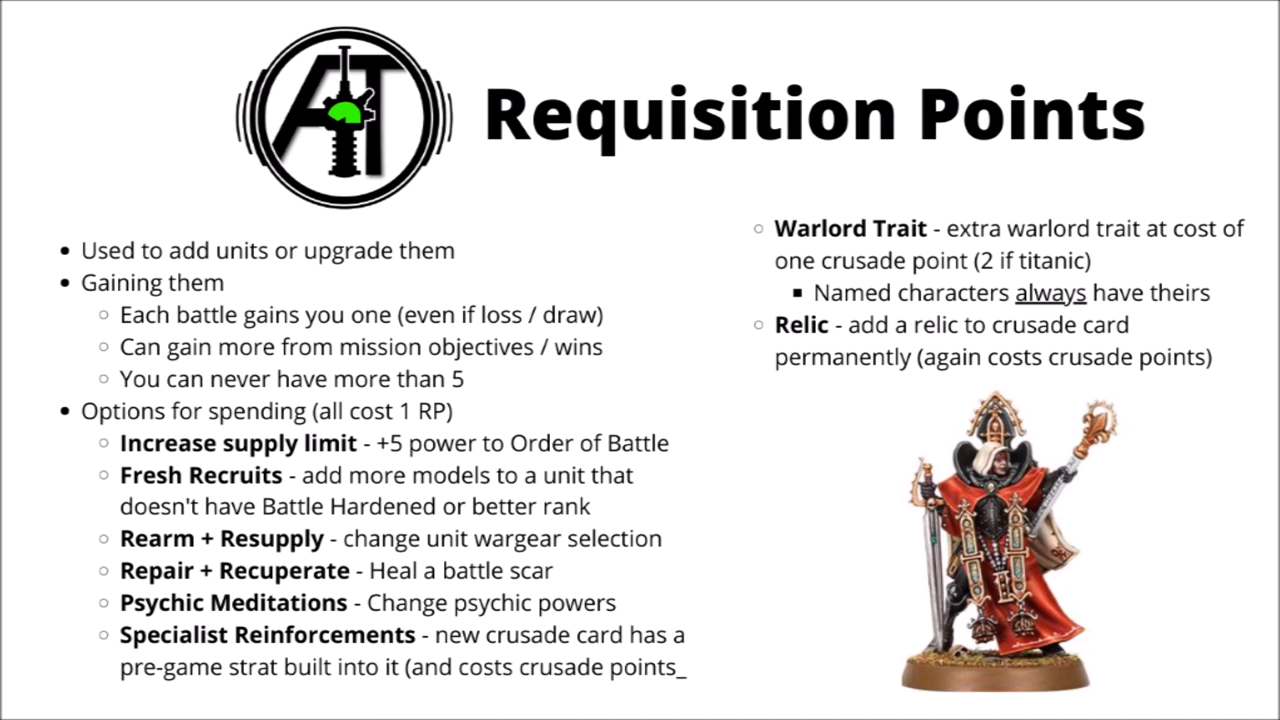 AT
Requisition Points
• Used to add units or upgrade them
• Gaining them
○ Each battle gains you one (even if loss / draw)
○ Can gain more from mission objectives / wins
○ You can never have more than 5
• Options for spending (all cost 1 RP)
○ Increase supply limit - +5 power to Order of Battle
○ Fresh Recruits - add more models to a unit that
doesn't have Battle Hardened or better rank
○ Rearm + Resupply - change unit wargear selection
○ Repair + Recuperate - Heal a battle scar
○ Psychic Meditations - Change psychic powers
○ Specialist Reinforcements - new crusade card has a
pre-game strat built into it (and costs crusade points_
○ Warlord Trait - extra warlord trait at cost of
one crusade point (2 if titanic)
▪ Named characters always have theirs
○ Relic - add a relic to crusade card
permanently (again costs crusade points)